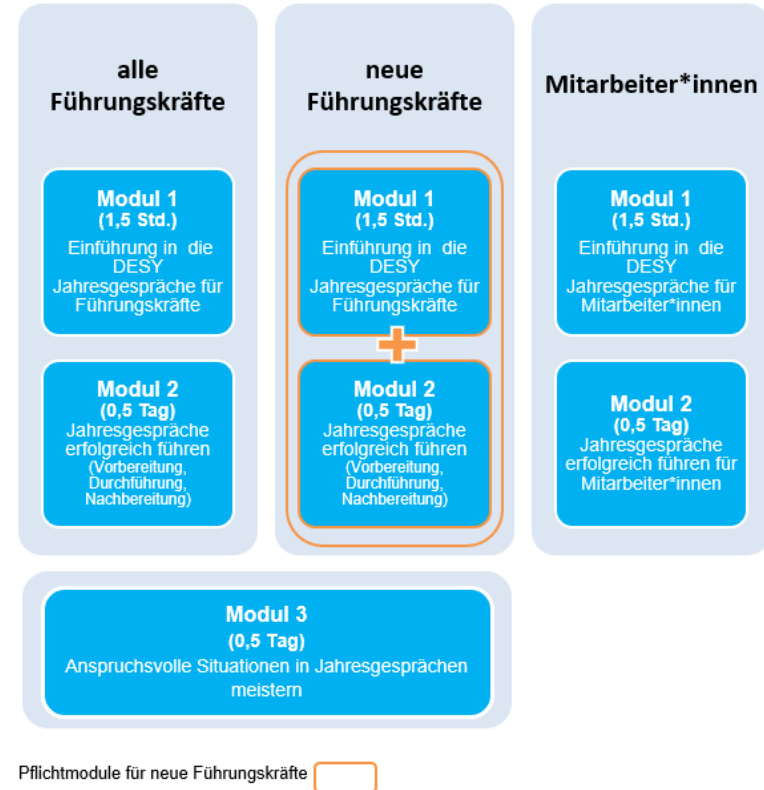 alle
Führungskräfte
Modul 1
(1,5 Std.)
Einführung in die
DESY
Jahresgespräche für
Führungskräfte
Modul 2
(0,5 Tag)
Jahresgespräche
erfolgreich führen
(Vorbereitung,
Durchführung,
Nachbereitung)
neue
Führungskräfte
Modul 1
(1,5 Std.)
Einführung in die
DESY
Jahresgespräche für
Führungskräfte
Modul 2
(0,5 Tag)
Jahresgespräche
erfolgreich führen
(Vorbereitung,
Durchführung,
Nachbereitung)
Mitarbeiter*innen
Modul 1
(1,5 Std.)
Einführung in die
DESY
Jahresgespräche für
Mitarbeiter*innen
Modul 2
(0,5 Tag)
Jahresgespräche
erfolgreich führen für
Mitarbeiter*innen
Modul 3
(0,5 Tag)
Anspruchsvolle Situationen in Jahresgesprächen
meistern
Pflichtmodule für neue Führungskräfte